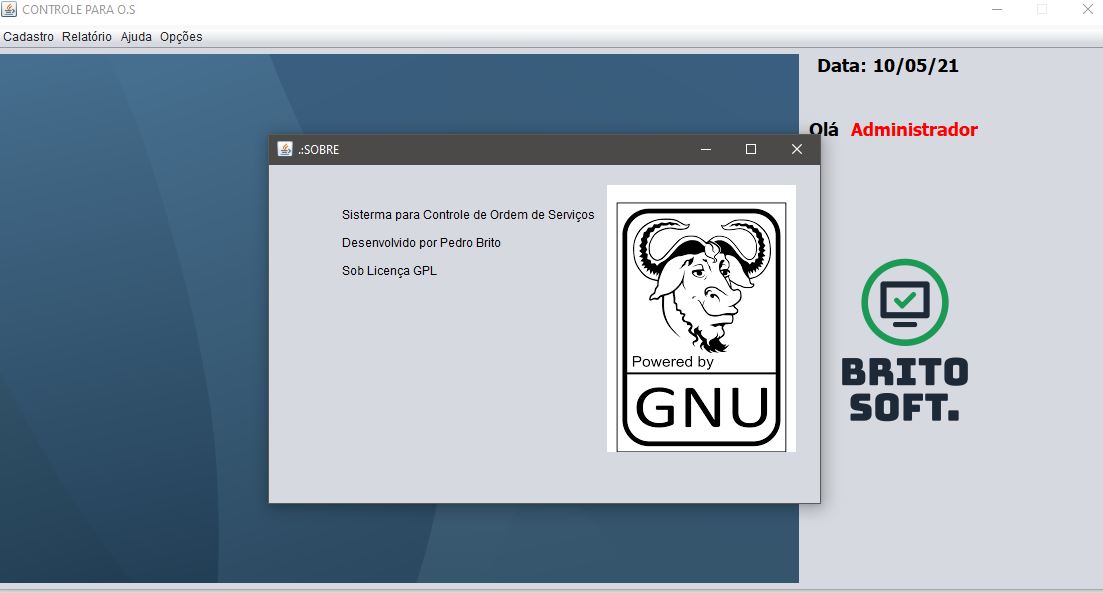 CONTROLE PARA O.S
Cadastro Relatório Ajuda Opções
Data: 10/05/21
Olá Administrador
.:SOBRE
Sisterma para Controle de Ordem de Serviços
Desenvolvido por Pedro Brito
Sob Licença GPL
Powered by
GNU
BRITO
SOFT.